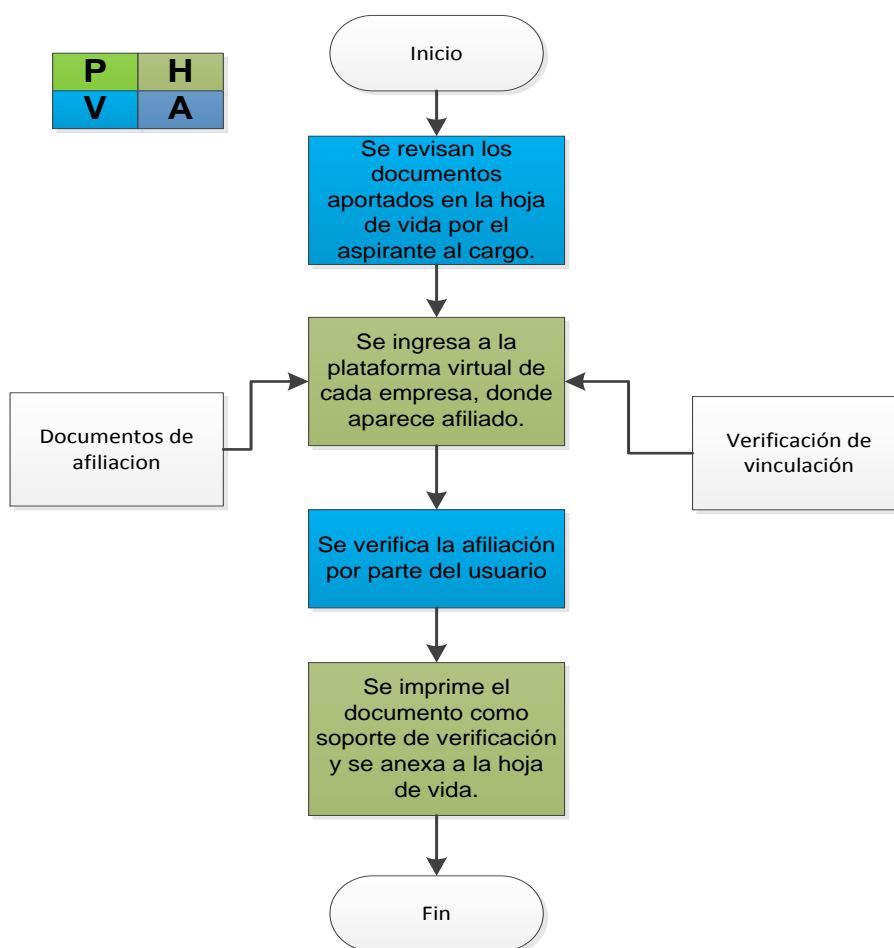 Inicio
P H
V A
Se revisan los
documentos
aportados en la hoja
de vida por el
aspirante al cargo.
Se ingresa a la
plataforma virtual de
cada empresa, donde
aparece afiliado.
Documentos de
afiliacion
Verificación de
vinculación
Se verifica la afiliación
por parte del usuario
Se imprime el
documento como
soporte de verificación
y se anexa a la hoja
de vida.
Fin